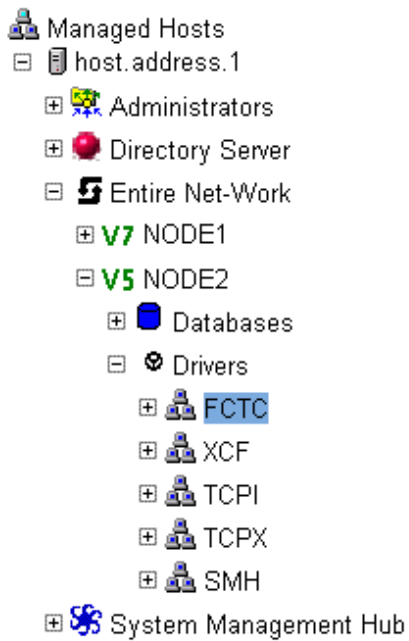 Managed Hosts
host.address.1
Administrators
Directory Server
Entire Net-Work
V7 NODE1
V5 NODE2
Databases
Drivers
FCTC
XCF
TCPI
TCPX
SMH
System Management Hub